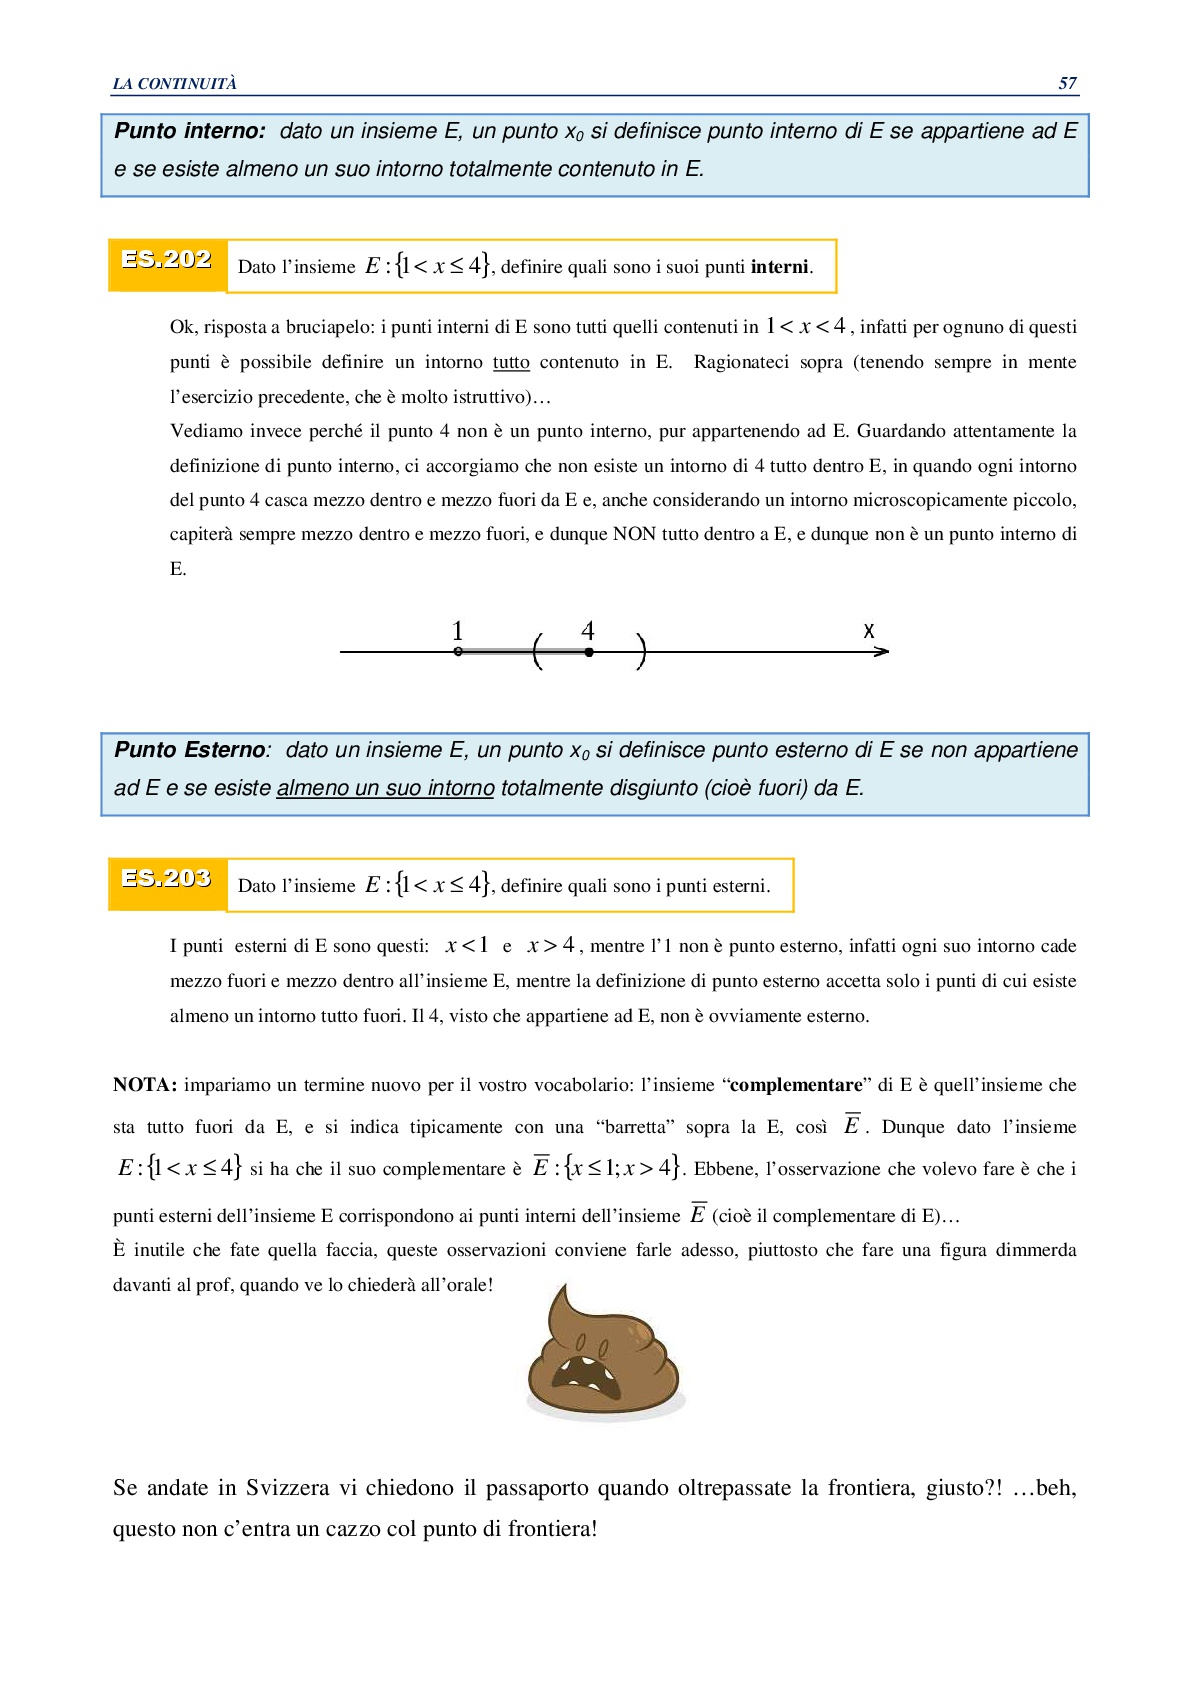 LA CONTINUITÀ 57
Punto interno: dato un insieme E, un punto x₀ si definisce punto interno di E se appartiene ad E
e se esiste almeno un suo intorno totalmente contenuto in E.
ES.202 Dato l’insieme E : {1 < x ≤ 4}, definire quali sono i suoi punti interni.
Ok, risposta a bruciapelo: i punti interni di E sono tutti quelli contenuti in 1 < x < 4 , infatti per ognuno di questi
punti è possibile definire un intorno tutto contenuto in E. Ragionateci sopra (tenendo sempre in mente
l’esercizio precedente, che è molto istruttivo)…
Vediamo invece perché il punto 4 non è un punto interno, pur appartenendo ad E. Guardando attentamente la
definizione di punto interno, ci accorgiamo che non esiste un intorno di 4 tutto dentro E, in quando ogni intorno
del punto 4 casca mezzo dentro e mezzo fuori da E e, anche considerando un intorno microscopicamente piccolo,
capiterà sempre mezzo dentro e mezzo fuori, e dunque NON tutto dentro a E, e dunque non è un punto interno di
E.
1 4 x
Punto Esterno: dato un insieme E, un punto x₀ si definisce punto esterno di E se non appartiene
ad E e se esiste almeno un suo intorno totalmente disgiunto (cioè fuori) da E.
ES.203 Dato l’insieme E : {1 < x ≤ 4}, definire quali sono i punti esterni.
I punti esterni di E sono questi: x < 1 e x > 4 , mentre l’1 non è punto esterno, infatti ogni suo intorno cade
mezzo fuori e mezzo dentro all’insieme E, mentre la definizione di punto esterno accetta solo i punti di cui esiste
almeno un intorno tutto fuori. Il 4, visto che appartiene ad E, non è ovviamente esterno.
NOTA: impariamo un termine nuovo per il vostro vocabolario: l’insieme “complementare” di E è quell’insieme che
sta tutto fuori da E, e si indica tipicamente con una “barretta” sopra la E, così E̅ . Dunque dato l’insieme
E : {1 < x ≤ 4} si ha che il suo complementare è E̅ : {x ≤ 1; x > 4}. Ebbene, l’osservazione che volevo fare è che i
punti esterni dell’insieme E corrispondono ai punti interni dell’insieme E̅ (cioè il complementare di E)…
È inutile che fate quella faccia, queste osservazioni conviene farle adesso, piuttosto che fare una figura dimmerda
davanti al prof, quando ve lo chiederà all’orale!
Se andate in Svizzera vi chiedono il passaporto quando oltrepassate la frontiera, giusto?! …beh,
questo non c’entra un cazzo col punto di frontiera!